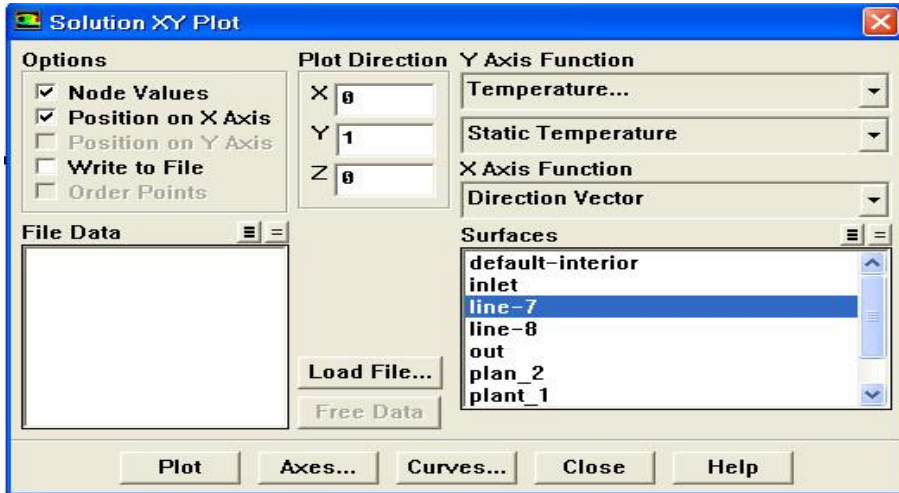 Solution XY Plot
Options
Node Values
Position on X Axis
Position on Y Axis
Write to File
Order Points
Plot Direction
X 0
Y 1
Z 0
Y Axis Function
Temperature...
Static Temperature
X Axis Function
Direction Vector
File Data
Surfaces
default-interior
inlet
line-7
line-8
out
plan_2
plant_1
Load File...
Free Data
Plot
Axes...
Curves...
Close
Help